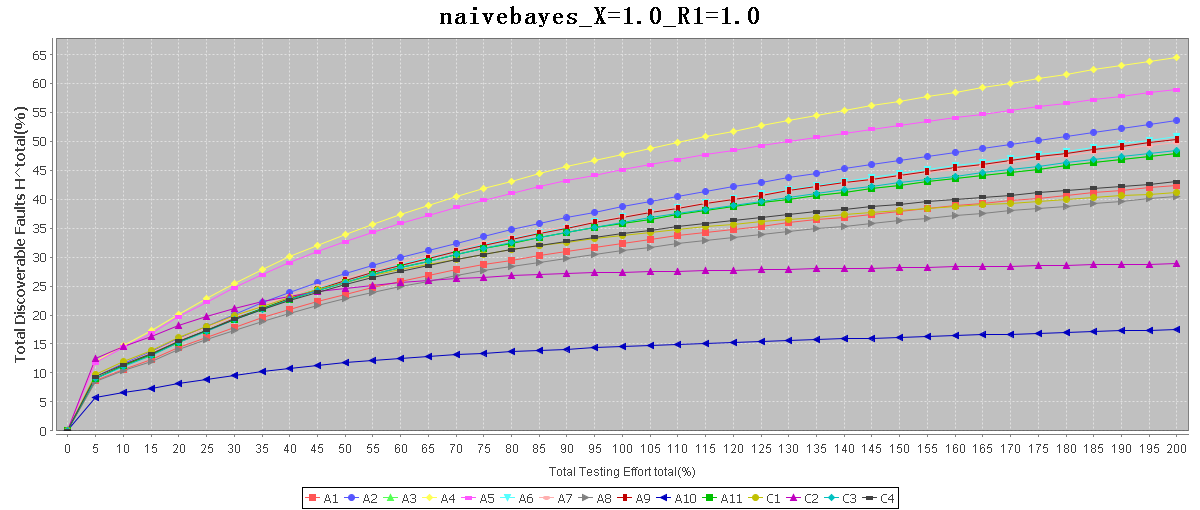 naivebayes_X=1.0_R1=1.0
Total Discoverable Faults H^total(%)
65
60
55
50
45
40
35
30
25
20
15
10
5
0
0 5 10 15 20 25 30 35 40 45 50 55 60 65 70 75 80 85 90 95 100 105 110 115 120 125 130 135 140 145 150 155 160 165 170 175 180 185 190 195 200
Total Testing Effort total(%)
A1 A2 A3 A4 A5 A6 A7 A8 A9 A10 A11 C1 C2 C3 C4